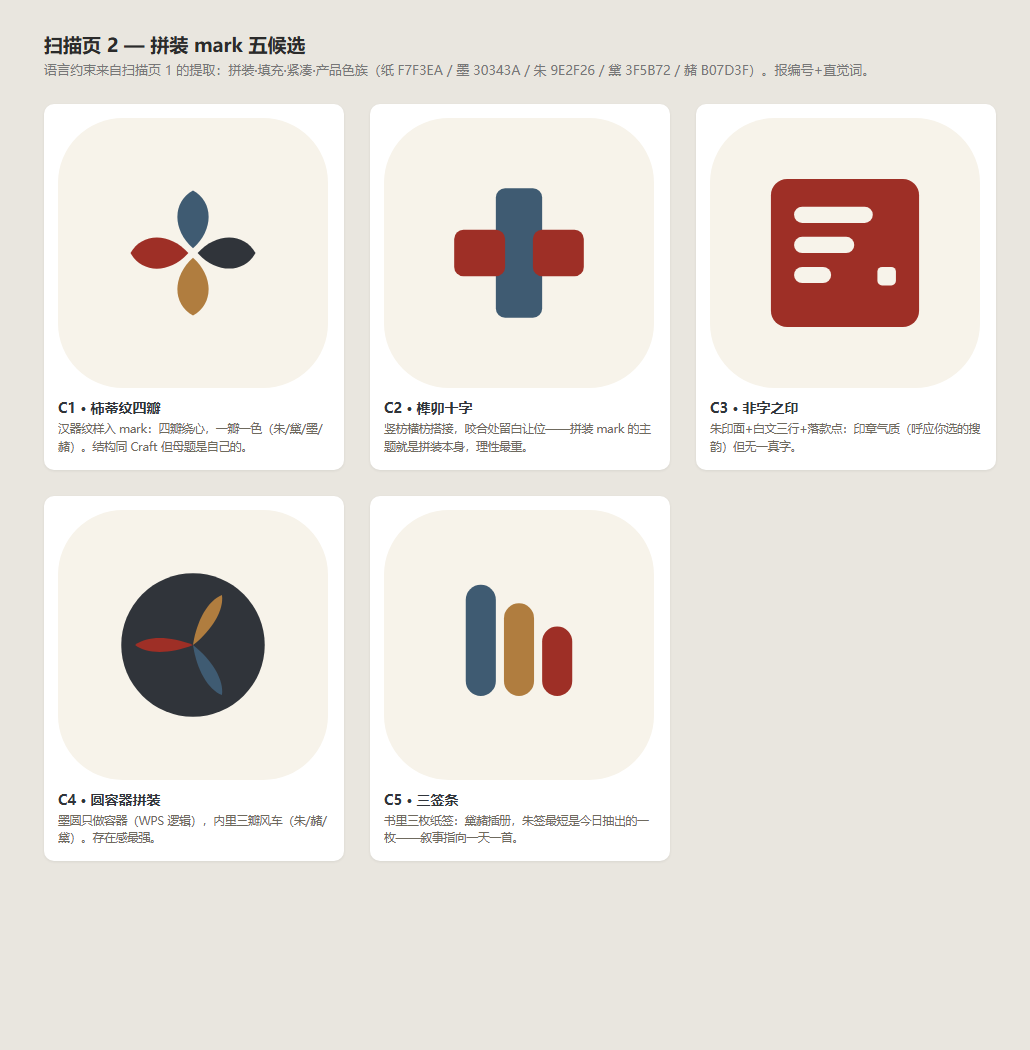 扫描页 2 — 拼装 mark 五候选
语言约束来自扫描页 1 的提取：拼装·填充·紧凑·产品色族（纸 F7F3EA / 墨 30343A / 朱 9E2F26 / 黛 3F5B72 / 赭 B07D3F）。报编号+直觉词。
C1 • 柿蒂纹四瓣
汉器纹样入 mark：四瓣绕心，一瓣一色（朱/黛/墨/
赭）。结构同 Craft 但母题是自己的。
C2 • 榫卯十字
竖枋横枋搭接，咬合处留白让位——拼装 mark 的主
题就是拼装本身，理性最重。
C3 • 非字之印
朱印面+白文三行+落款点：印章气质（呼应你选的搜
韵）但无一真字。
C4 • 圆容器拼装
墨圆只做容器（WPS 逻辑），内里三瓣风车（朱/赭/
黛）。存在感最强。
C5 • 三签条
书里三枚纸签：黛赭插册，朱签最短是今日抽出的一
枚——叙事指向一天一首。